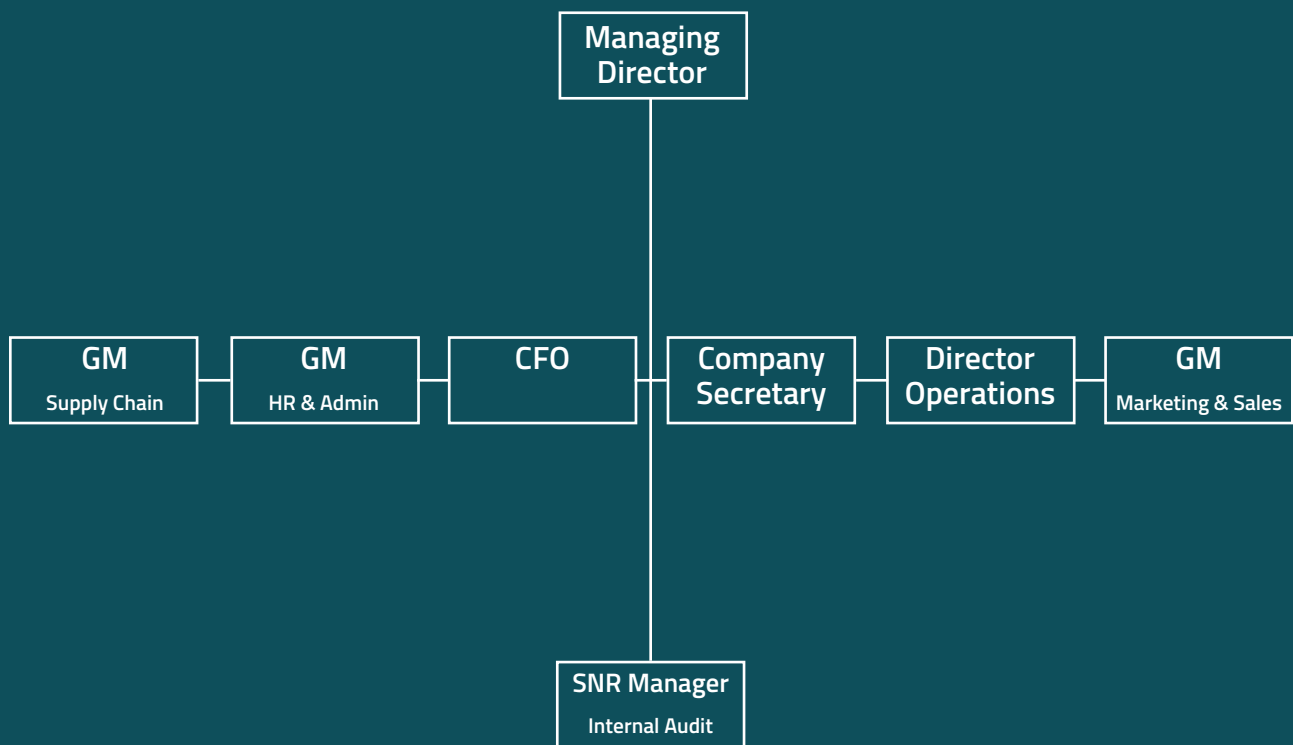 Managing
Director
GM
Supply Chain
GM
HR & Admin
CFO
Company
Secretary
Director
Operations
GM
Marketing & Sales
SNR Manager
Internal Audit